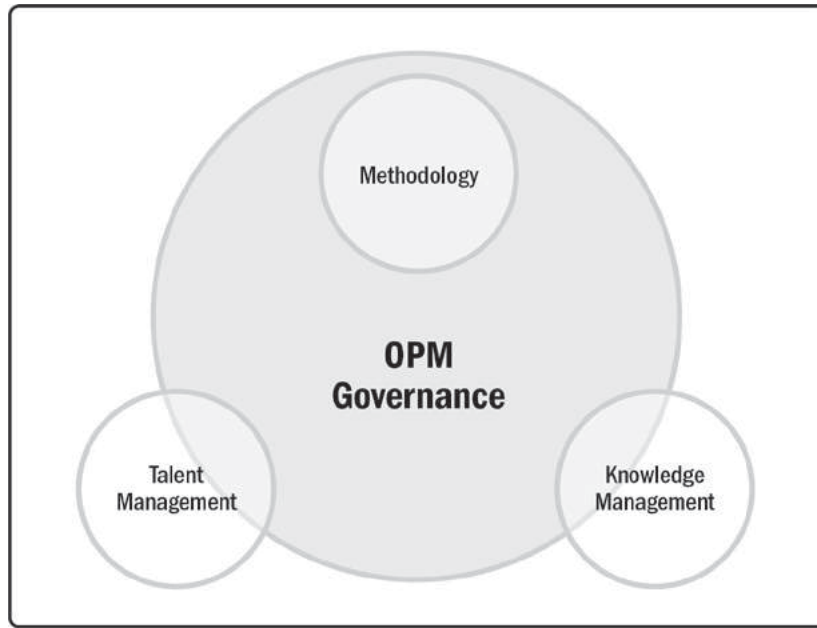 Methodology
OPM
Governance
Talent
Management
Knowledge
Management